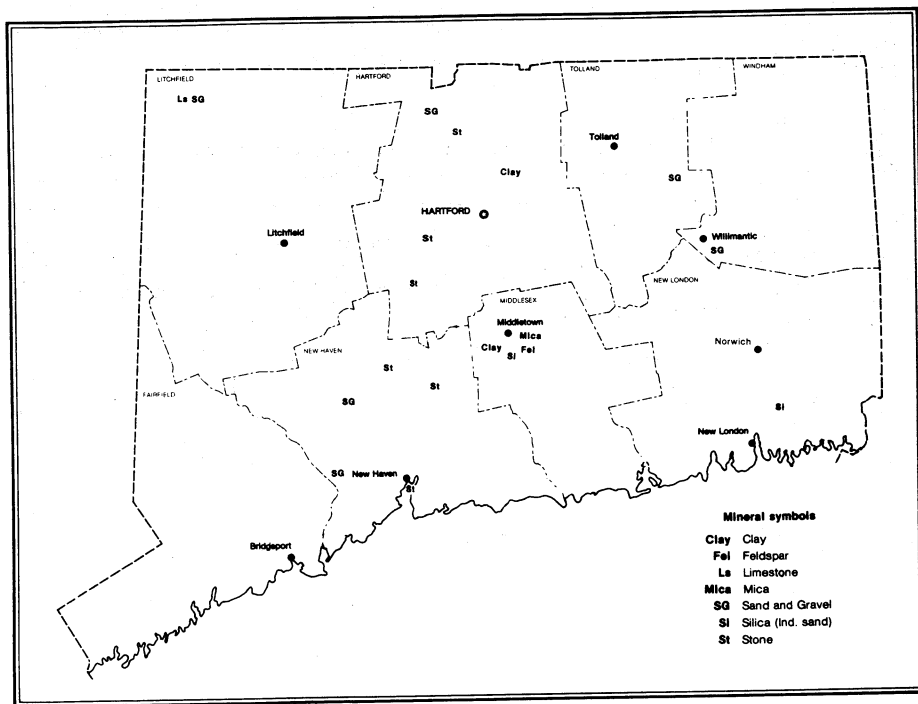 LITCHFIELD
HARTFORD
TOLLAND
WINDHAM
Ls SG
SG
St
Tolland
Clay
SG
HARTFORD
Litchfield
St
Willimantic
SG
St
NEW LONDON
MIDDLESEX
Middletown
Mica
Clay
Fel
Si
NEW HAVEN
Norwich
St
St
FAIRFIELD
SG
Si
New London
SG
New Haven
St
Bridgeport
Mineral symbols
Clay Clay
Fel Feldspar
Ls Limestone
Mica Mica
SG Sand and Gravel
Si Silica (Ind. sand)
St Stone